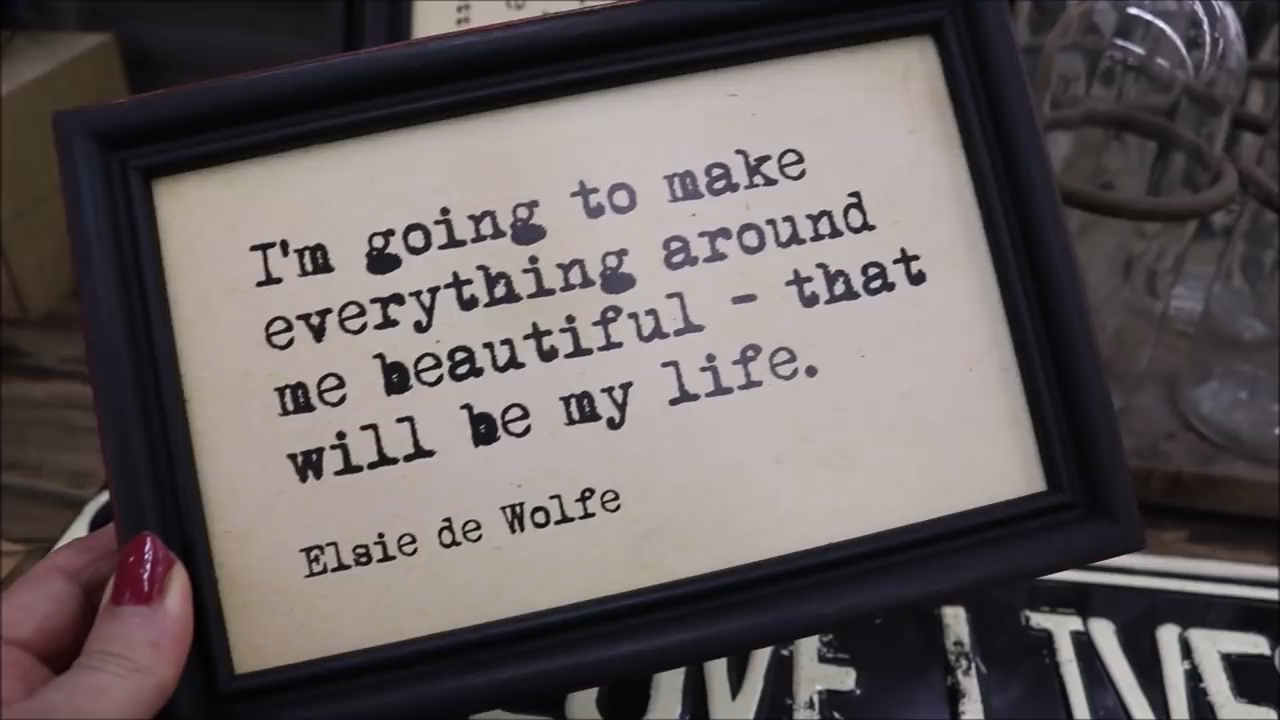 I'm going to make
everything around
me beautiful - that
will be my life.
Elsie de Wolfe